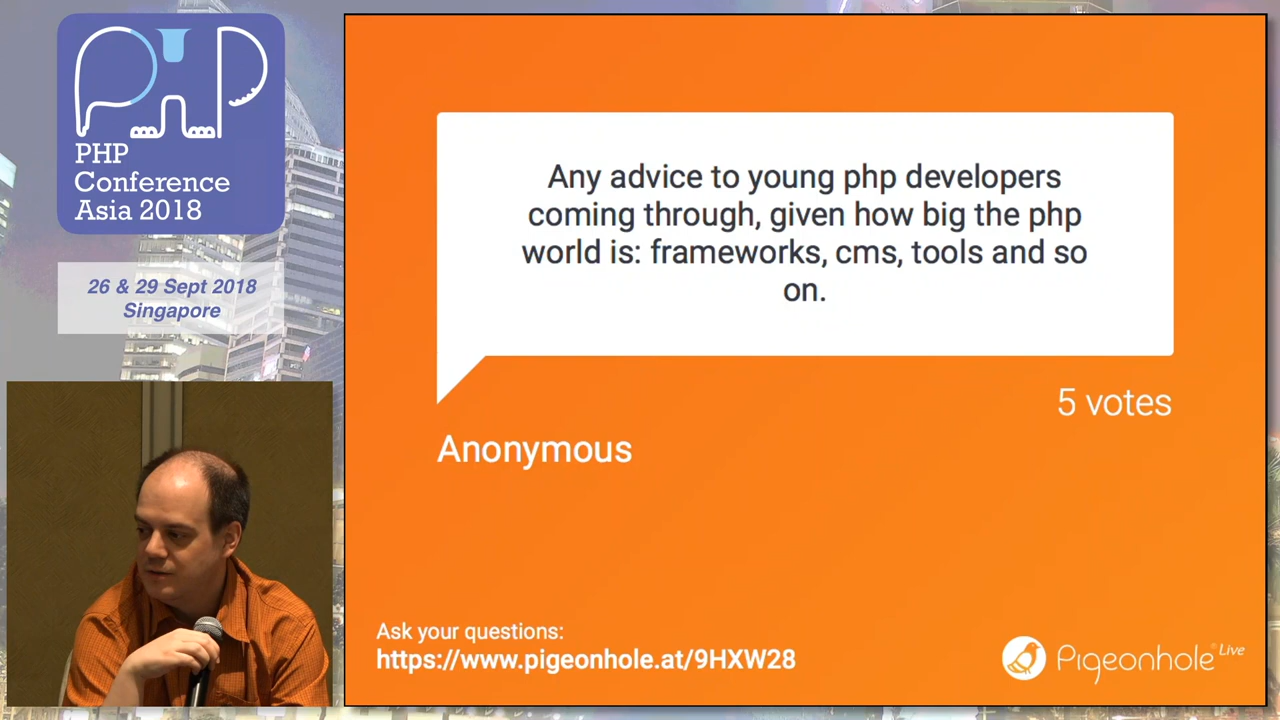 PHP
PHP
Conference
Asia 2018
26 & 29 Sept 2018
Singapore
Any advice to young php developers
coming through, given how big the php
world is: frameworks, cms, tools and so
on.
5 votes
Anonymous
Ask your questions:
https://www.pigeonhole.at/9HXW28
Pigeonhole® Live